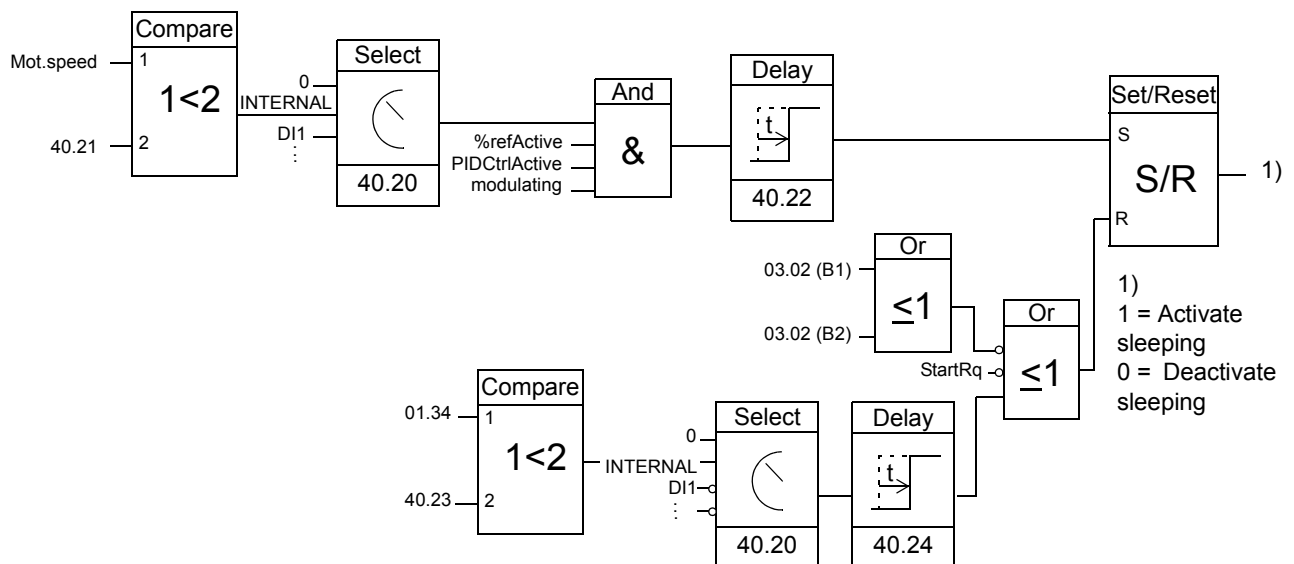 Compare
Mot.speed
1
1<2
40.21
2
Select
0
INTERNAL
DI1
⋮
40.20
And
%refActive
PIDCtrlActive
modulating
&
Delay
t
40.22
Set/Reset
S
S/R
R
1)
Or
03.02 (B1)
≤1
03.02 (B2)
Or
StartRq
≤1
1)
1 = Activate
sleeping
0 = Deactivate
sleeping
Compare
01.34
1
1<2
40.23
2
Select
0
INTERNAL
DI1
⋮
40.20
Delay
t
40.24